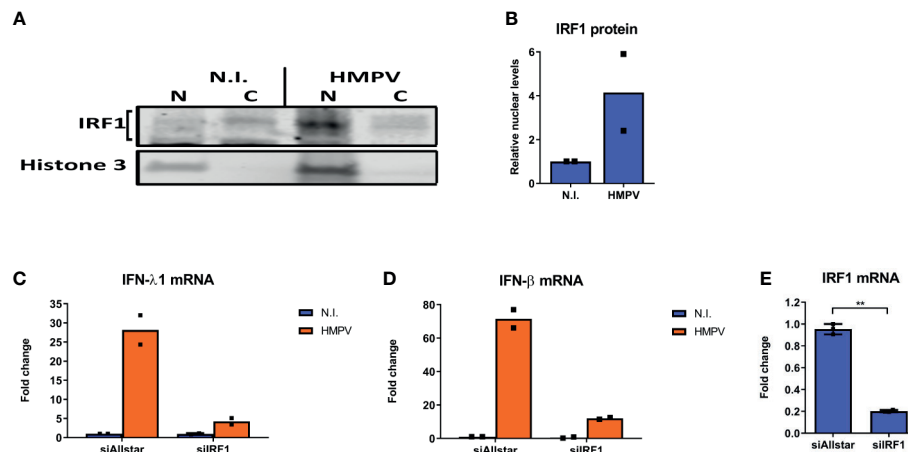 A
N.I. HMPV
N C N C
IRF1
Histone 3
B
IRF1 protein
Relative nuclear levels
6
4
2
0
N.I. HMPV
C
IFN-λ1 mRNA
Fold change
35
30
25
20
15
10
5
0
siAllstar siIRF1
N.I.
HMPV
D
IFN-β mRNA
Fold change
80
60
40
20
0
siAllstar siIRF1
N.I.
HMPV
E
IRF1 mRNA
Fold change
1.2
1.0
0.8
0.6
0.4
0.2
0.0
**
siAllstar siIRF1